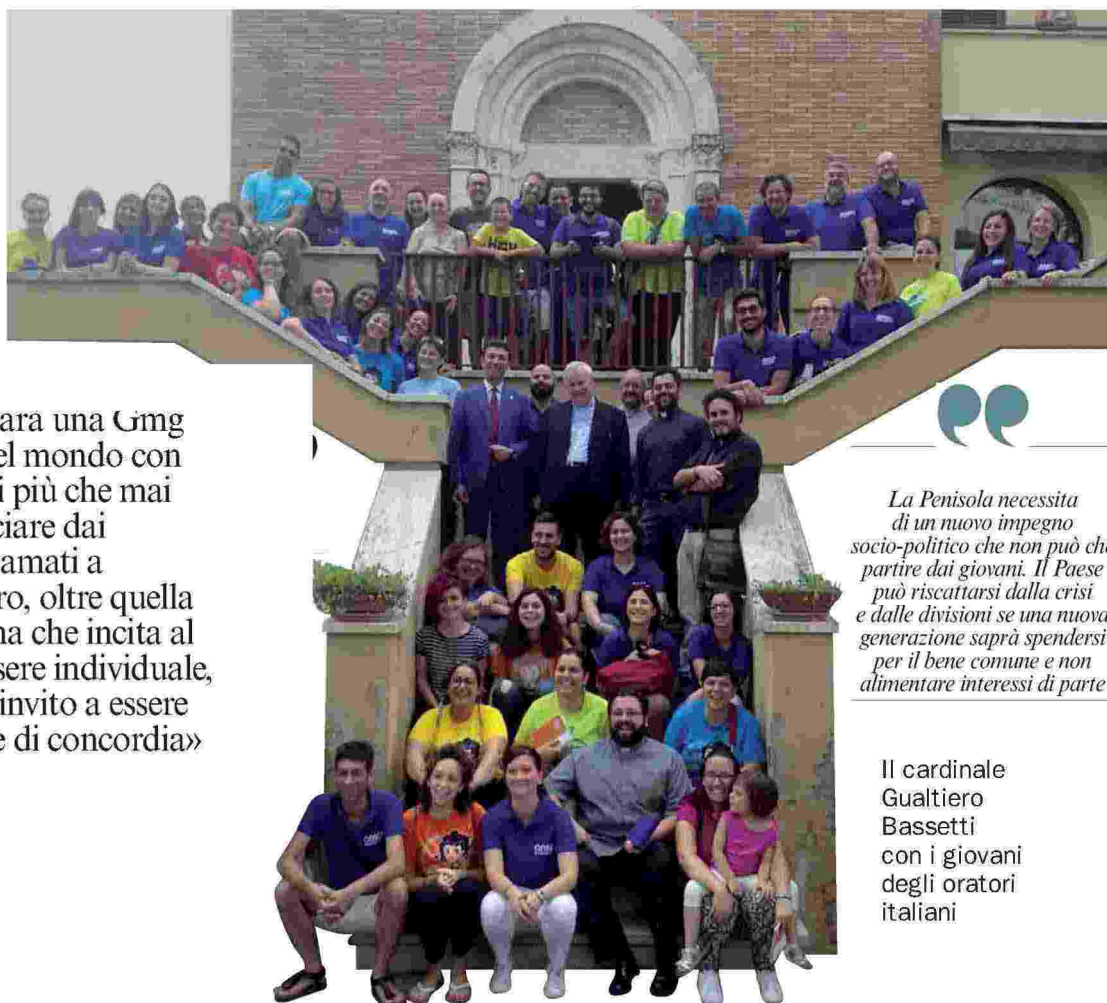 ara una Gmg
el mondo con
i più che mai
ciare dai
amati a
ro, oltre quella
na che incita al
sere individuale,
invito a essere
e di concordia»
La Penisola necessita
di un nuovo impegno
socio-politico che non può che
partire dai giovani. Il Paese
può riscattarsi dalla crisi
e dalle divisioni se una nuova
generazione saprà spendersi
per il bene comune e non
alimentare interessi di parte
Il cardinale
Gualtiero
Bassetti
con i giovani
degli oratori
italiani